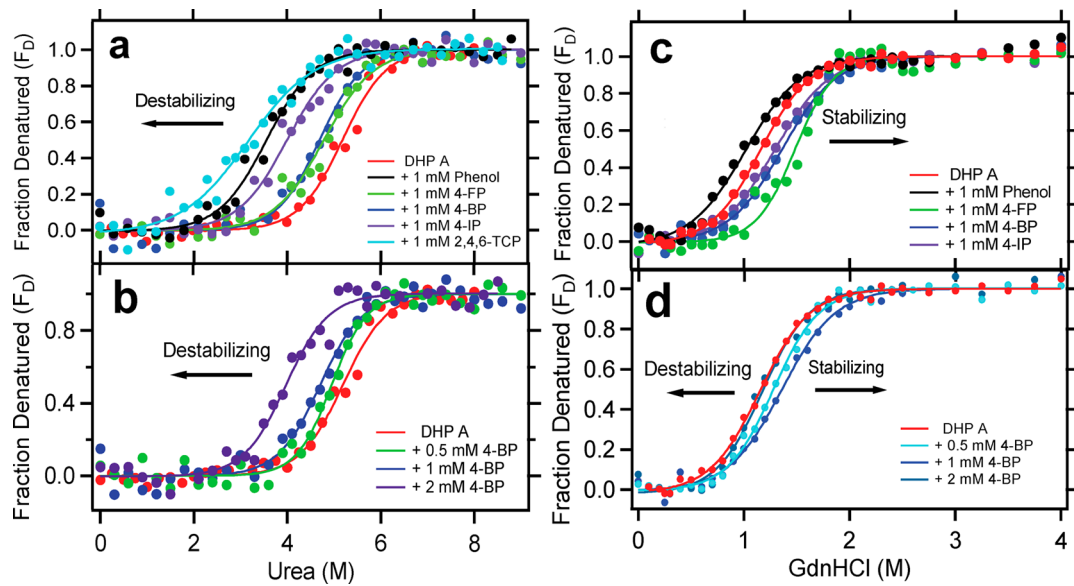 a
Fraction Denatured (F_D)
1.0
0.8
0.6
0.4
0.2
0.0
Destabilizing
DHP A
+ 1 mM Phenol
+ 1 mM 4-FP
+ 1 mM 4-BP
+ 1 mM 4-IP
+ 1 mM 2,4,6-TCP
b
Fraction Denatured (F_D)
0.8
0.4
0.0
Destabilizing
DHP A
+ 0.5 mM 4-BP
+ 1 mM 4-BP
+ 2 mM 4-BP
0 2 4 6 8
Urea (M)
c
Fraction Denatured (F_D)
1.0
0.8
0.6
0.4
0.2
0.0
Stabilizing
DHP A
+ 1 mM Phenol
+ 1 mM 4-FP
+ 1 mM 4-BP
+ 1 mM 4-IP
d
Fraction Denatured (F_D)
1.0
0.8
0.6
0.4
0.2
0.0
Destabilizing
Stabilizing
DHP A
+ 0.5 mM 4-BP
+ 1 mM 4-BP
+ 2 mM 4-BP
0 1 2 3 4
GdnHCl (M)